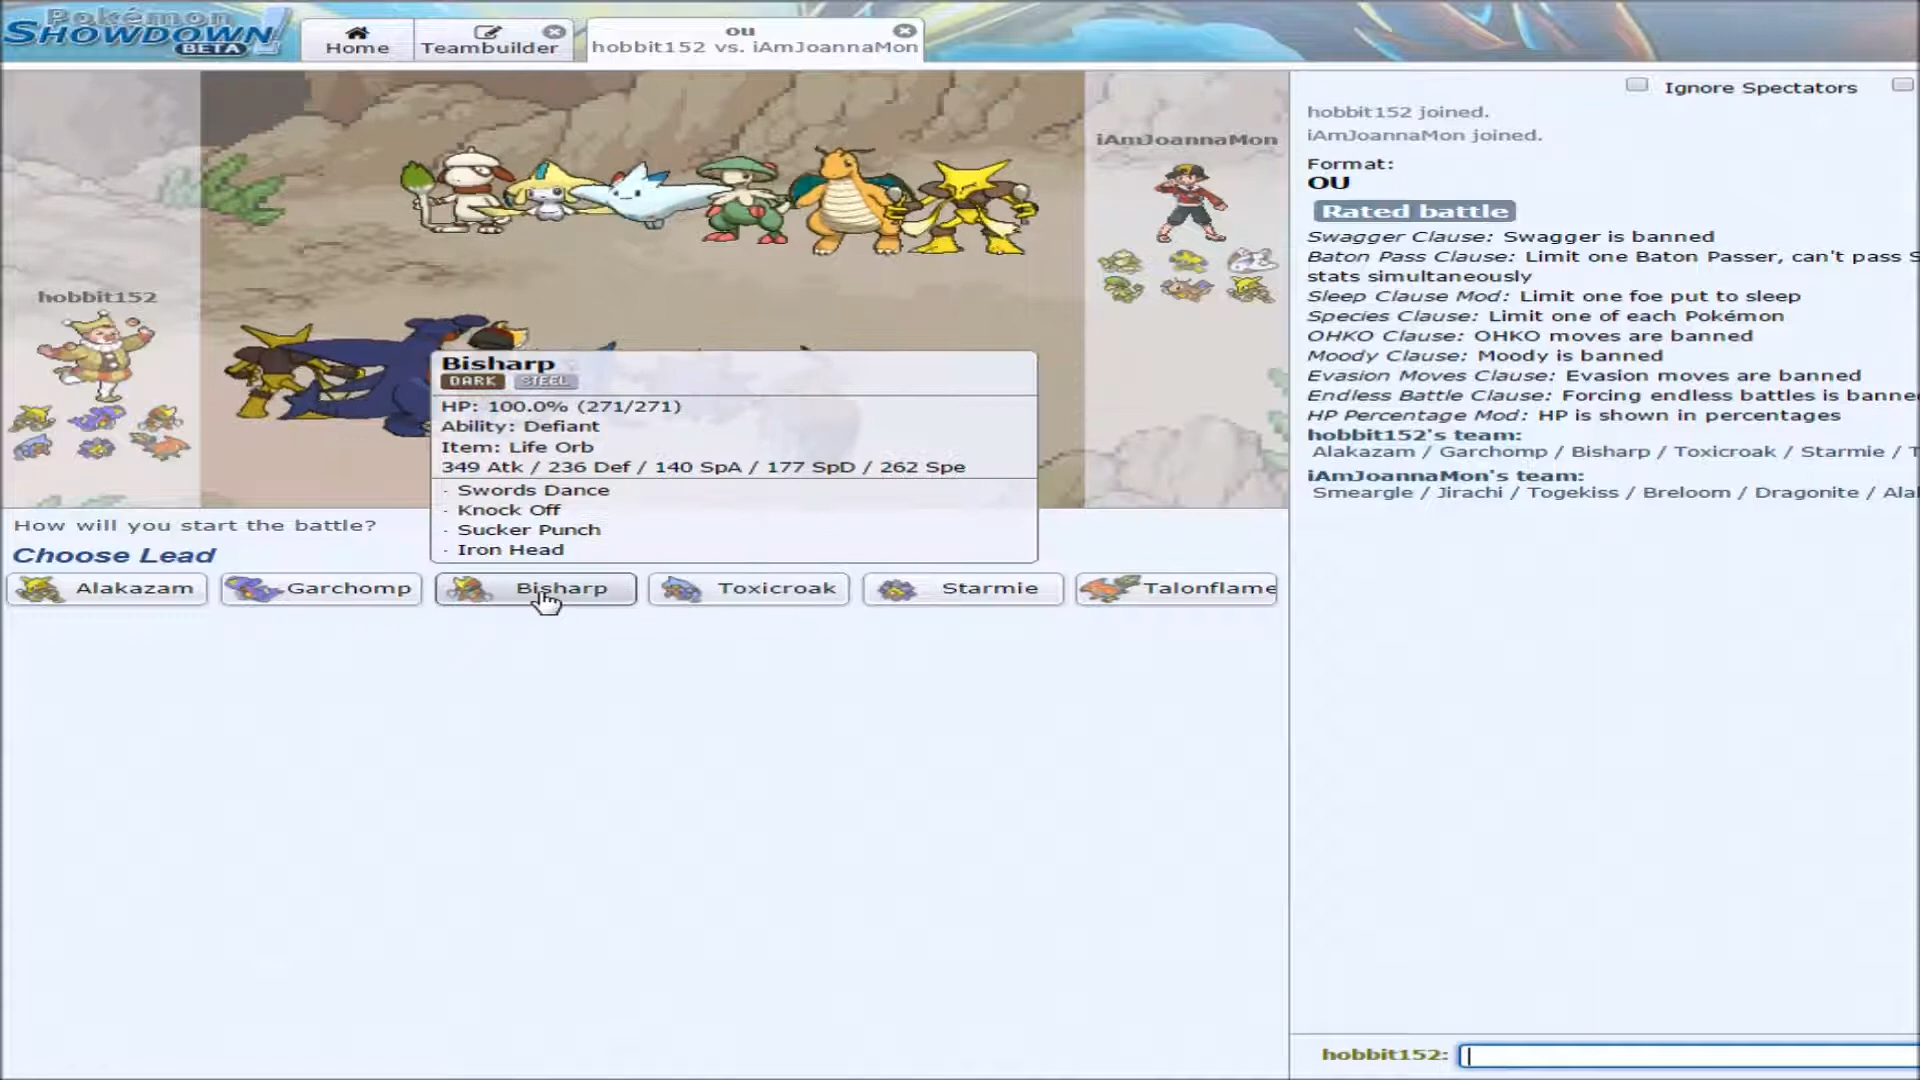 Pokémon
SHOWDOWN!
BETA
Home
Teambuilder
OU
hobbit152 vs. iAmJoannaMon
hobbit152
iAmJoannaMon
Bisharp
DARK STEEL
HP: 100.0% (271/271)
Ability: Defiant
Item: Life Orb
349 Atk / 236 Def / 140 SpA / 177 SpD / 262 Spe
· Swords Dance
· Knock Off
· Sucker Punch
· Iron Head
How will you start the battle?
Choose Lead
Alakazam
Garchomp
Bisharp
Toxicroak
Starmie
Talonflame
Ignore Spectators
hobbit152 joined.
iAmJoannaMon joined.
Format:
OU
Rated battle
Swagger Clause: Swagger is banned
Baton Pass Clause: Limit one Baton Passer, can't pass S
stats simultaneously
Sleep Clause Mod: Limit one foe put to sleep
Species Clause: Limit one of each Pokémon
OHKO Clause: OHKO moves are banned
Moody Clause: Moody is banned
Evasion Moves Clause: Evasion moves are banned
Endless Battle Clause: Forcing endless battles is banne
HP Percentage Mod: HP is shown in percentages
hobbit152's team:
Alakazam / Garchomp / Bisharp / Toxicroak / Starmie / T
iAmJoannaMon's team:
Smeargle / Jirachi / Togekiss / Breloom / Dragonite / Ala
hobbit152: